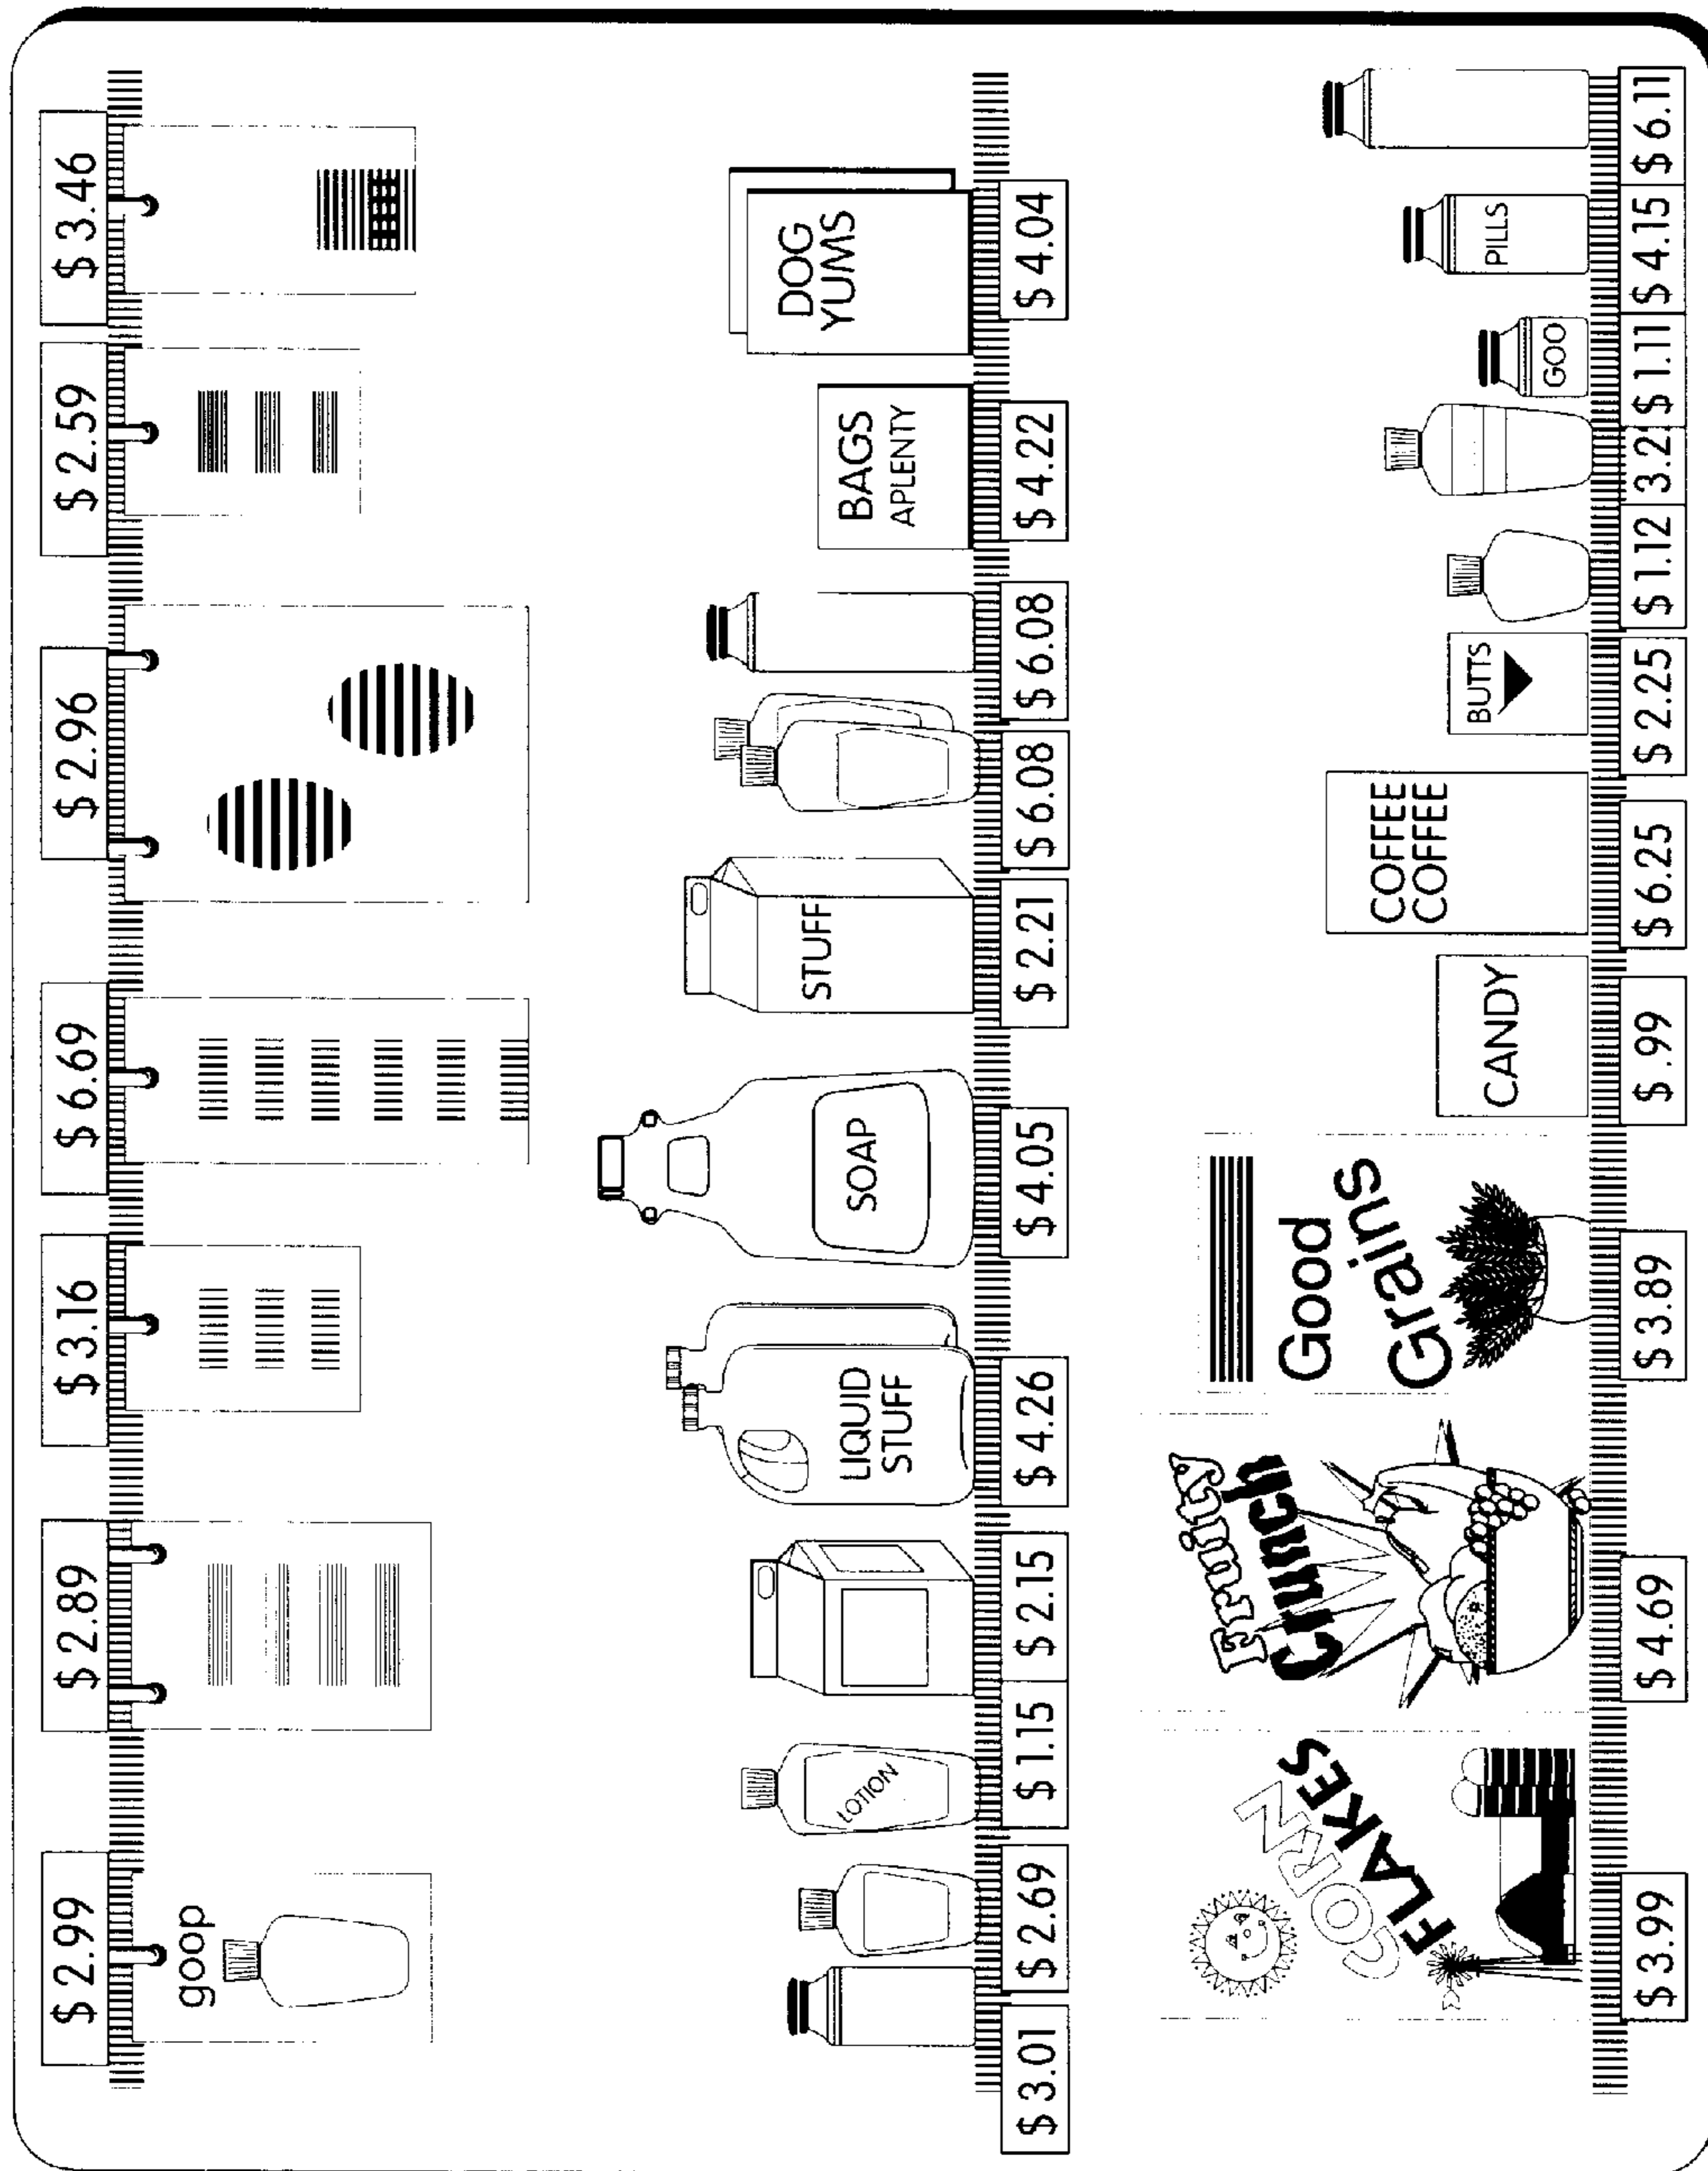 $ 2.99
$ 2.89
$ 3.16
$ 6.69
$ 2.96
$ 2.59
$ 3.46
goop
LOTION
LIQUID
STUFF
SOAP
STUFF
BAGS
APLENTY
DOG
YUMS
$ 3.01
$ 2.69
$ 1.15
$ 2.15
$ 4.26
$ 4.05
$ 2.21
$ 6.08
$ 6.08
$ 4.22
$ 4.04
CORN
FLAKES
Fruity
Crunch
Good
Grains
CANDY
COFFEE
COFFEE
BUTTS
GOO
PILLS
$ 3.99
$ 4.69
$ 3.89
$ .99
$ 6.25
$ 2.25
$ 1.12
3.2
$ 1.11
$ 4.15
$ 6.11